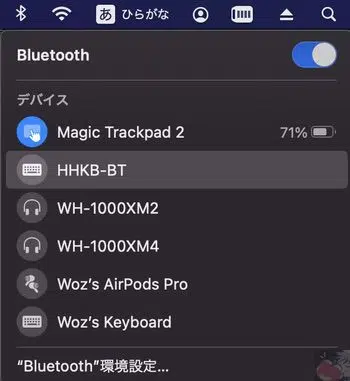 あ ひらがな
Bluetooth
デバイス
Magic Trackpad 2 71%
HHKB-BT
WH-1000XM2
WH-1000XM4
Woz's AirPods Pro
Woz's Keyboard
“Bluetooth”環境設定...